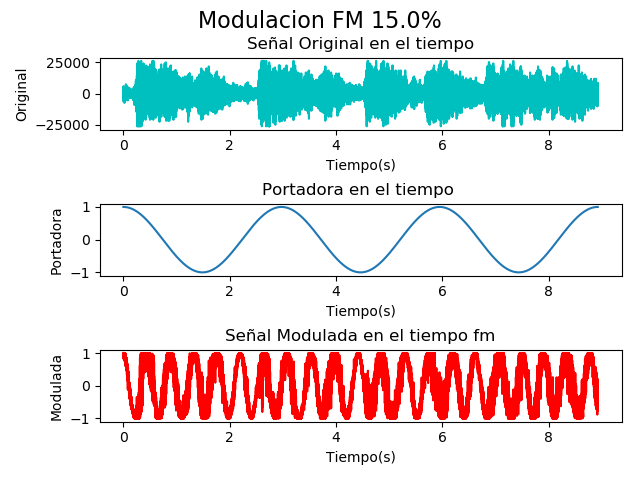 Modulacion FM 15.0%
Señal Original en el tiempo
Original
25000
0
−25000
0 2 4 6 8
Tiempo(s)
Portadora en el tiempo
Portadora
1
0
−1
0 2 4 6 8
Tiempo(s)
Señal Modulada en el tiempo fm
Modulada
1
0
−1
0 2 4 6 8
Tiempo(s)